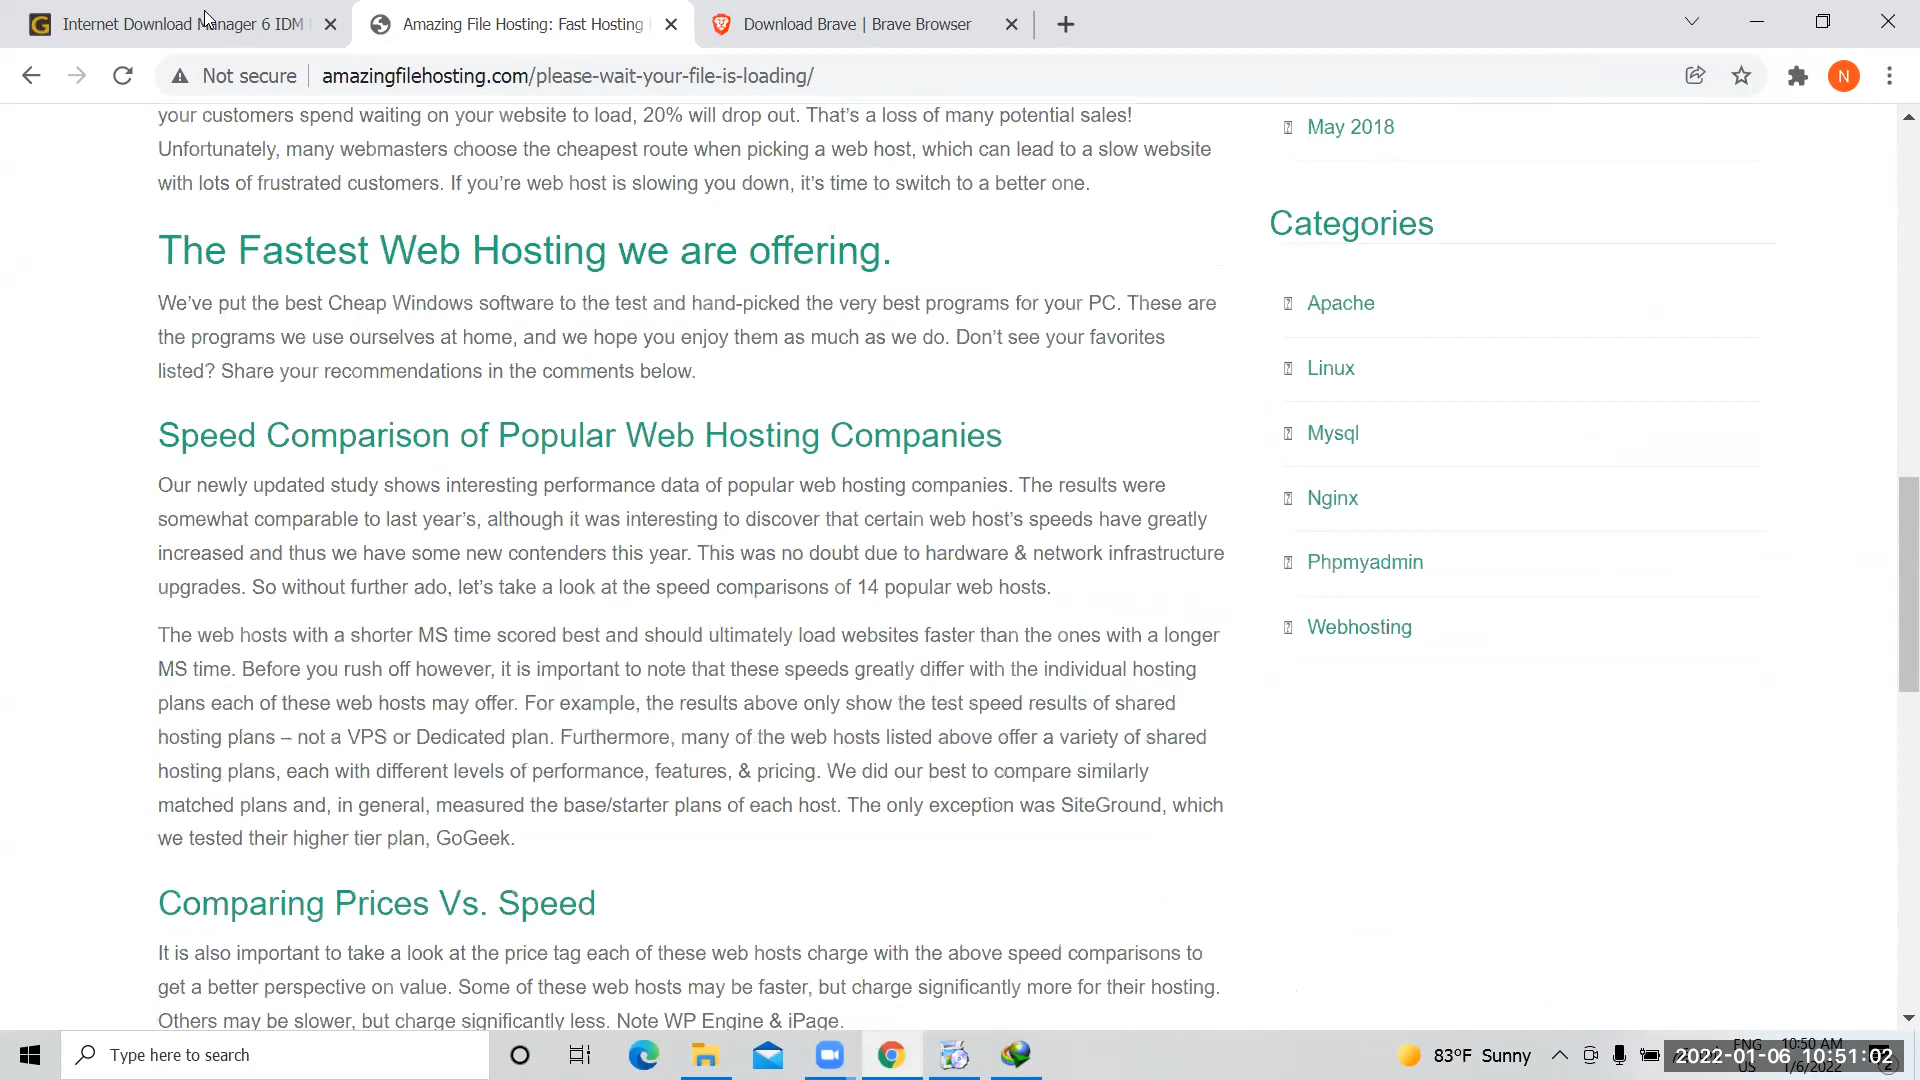 Internet Download Manager 6 IDM
Amazing File Hosting: Fast Hosting
Download Brave | Brave Browser
Not secure
amazingfilehosting.com/please-wait-your-file-is-loading/
N
your customers spend waiting on your website to load, 20% will drop out. That’s a loss of many potential sales!
Unfortunately, many webmasters choose the cheapest route when picking a web host, which can lead to a slow website
with lots of frustrated customers. If you’re web host is slowing you down, it’s time to switch to a better one.
The Fastest Web Hosting we are offering.
We’ve put the best Cheap Windows software to the test and hand-picked the very best programs for your PC. These are
the programs we use ourselves at home, and we hope you enjoy them as much as we do. Don’t see your favorites
listed? Share your recommendations in the comments below.
Speed Comparison of Popular Web Hosting Companies
Our newly updated study shows interesting performance data of popular web hosting companies. The results were
somewhat comparable to last year’s, although it was interesting to discover that certain web host’s speeds have greatly
increased and thus we have some new contenders this year. This was no doubt due to hardware & network infrastructure
upgrades. So without further ado, let’s take a look at the speed comparisons of 14 popular web hosts.
The web hosts with a shorter MS time scored best and should ultimately load websites faster than the ones with a longer
MS time. Before you rush off however, it is important to note that these speeds greatly differ with the individual hosting
plans each of these web hosts may offer. For example, the results above only show the test speed results of shared
hosting plans – not a VPS or Dedicated plan. Furthermore, many of the web hosts listed above offer a variety of shared
hosting plans, each with different levels of performance, features, & pricing. We did our best to compare similarly
matched plans and, in general, measured the base/starter plans of each host. The only exception was SiteGround, which
we tested their higher tier plan, GoGeek.
Comparing Prices Vs. Speed
It is also important to take a look at the price tag each of these web hosts charge with the above speed comparisons to
get a better perspective on value. Some of these web hosts may be faster, but charge significantly more for their hosting.
Others may be slower, but charge significantly less. Note WP Engine & iPage.
May 2018
Categories
Apache
Linux
Mysql
Nginx
Phpmyadmin
Webhosting
Type here to search
83°F Sunny
ENG
US
10:50 AM
1/6/2022
2
2022-01-06 10:51:02